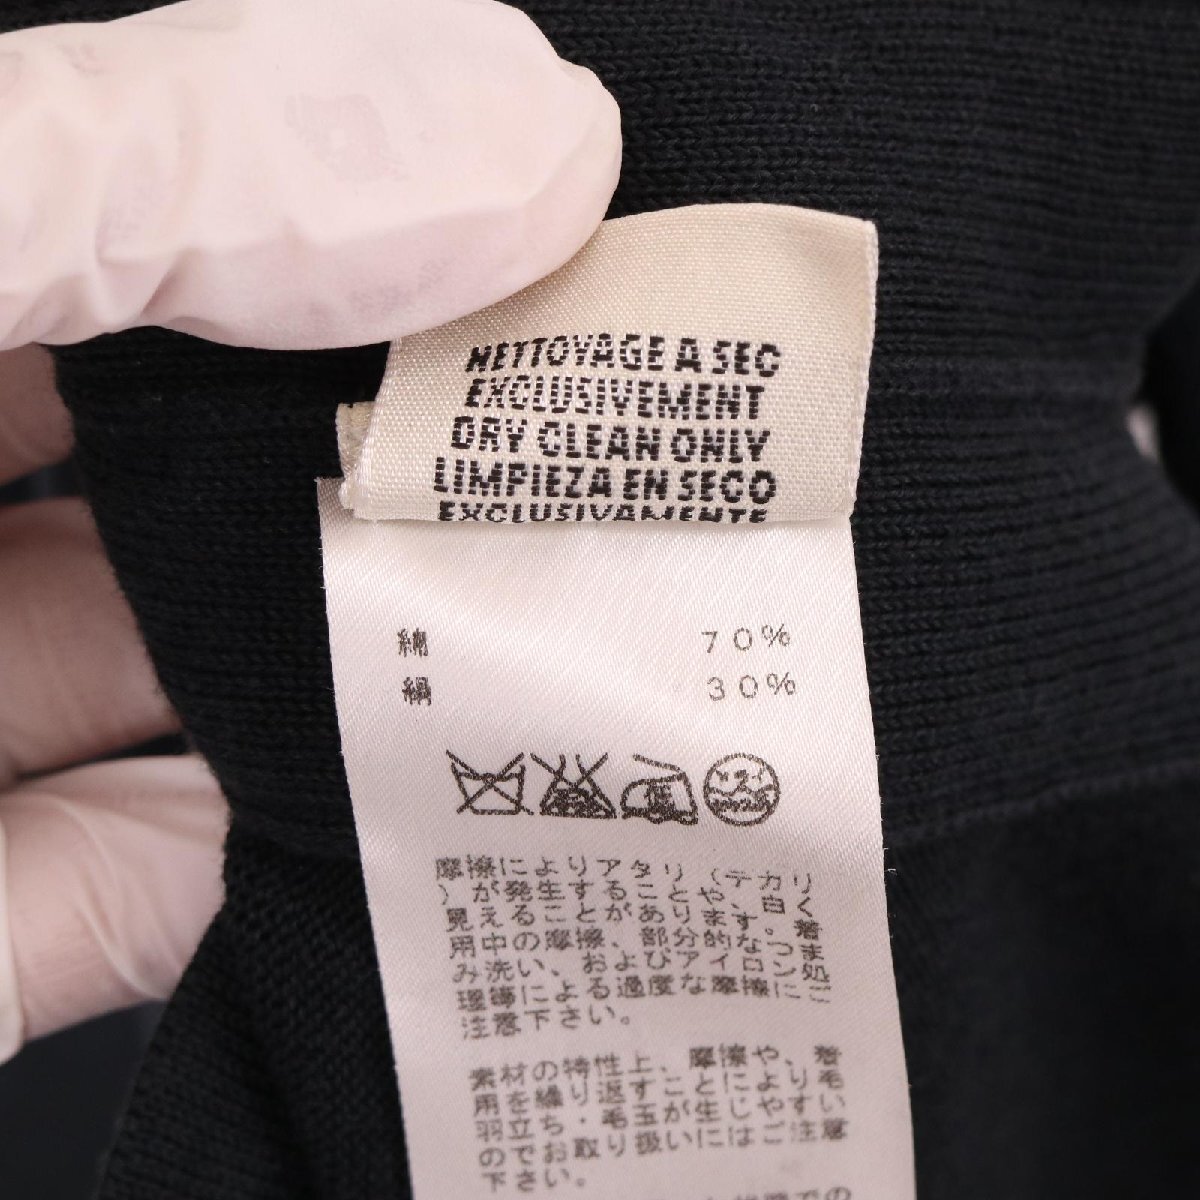 NETTOYAGE A SEC
EXCLUSIVEMENT
DRY CLEAN ONLY
LIMPIEZA EN SECO
EXCLUSIVAMENTE
綿 70%
絹 30%
摩擦によりアタリ（テカリ
）が発生することや、白く
見えることがあります。着
用中の摩擦、部分的なつま
み洗い、およびアイロン処
理等による過度な摩擦にご
注意下さい。
素材の特性上、摩擦や、着
用を繰り返すことにより毛
羽立ち・毛玉が生じやすい
のでお取り扱いにはご注意
下さい。